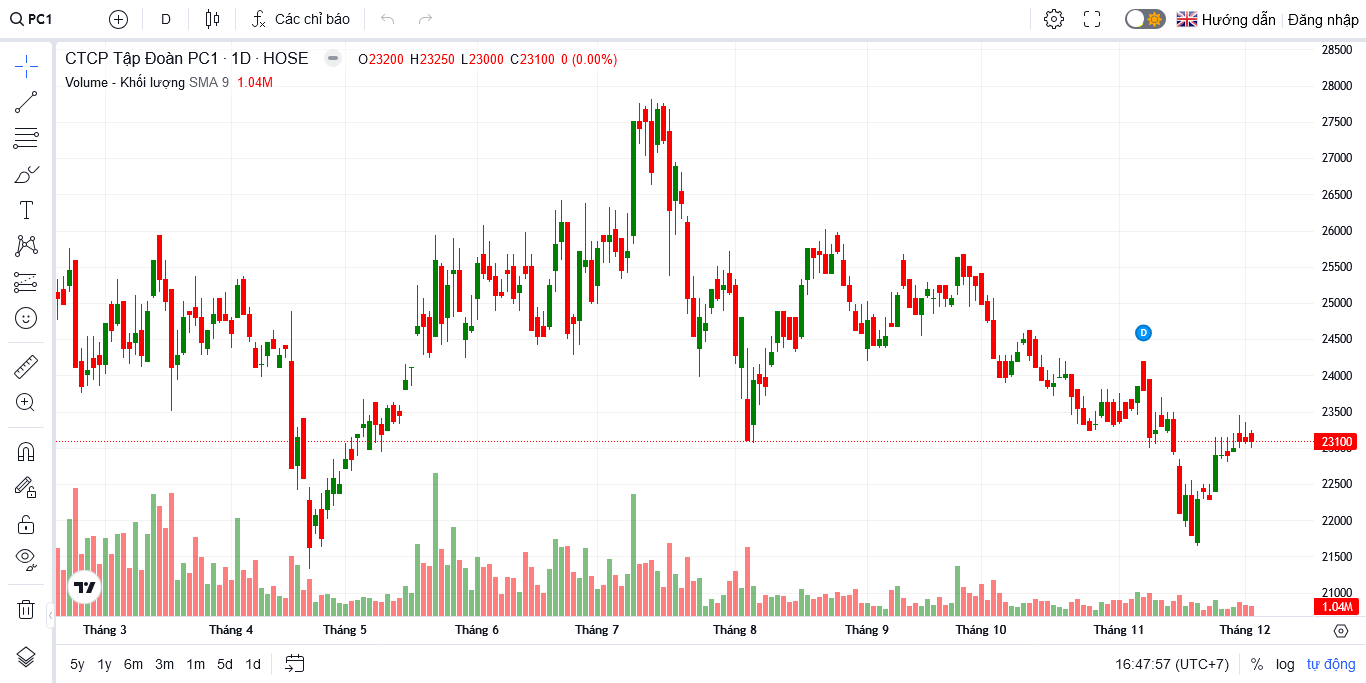 PC1 D Các chỉ báo Hướng dẫn Đăng nhập
CTCP Tập Đoàn PC1 · 1D · HOSE O23200 H23250 L23000 C23100 0 (0.00%)
Volume - Khối lượng SMA 9 1.04M
28500
28000
27500
27000
26500
26000
25500
25000
24500
24000
23500
23100
23000
22500
22000
21500
21000
1.04M
D
Tháng 3 Tháng 4 Tháng 5 Tháng 6 Tháng 7 Tháng 8 Tháng 9 Tháng 10 Tháng 11 Tháng 12
5y 1y 6m 3m 1m 5d 1d 16:47:57 (UTC+7) % log tự động